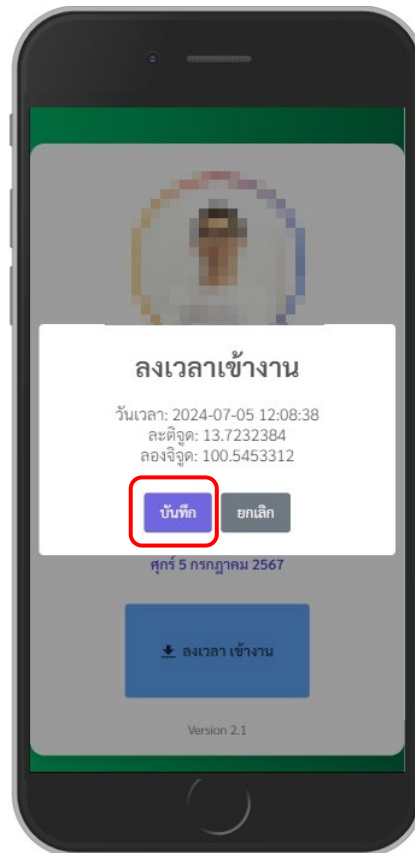 ลงเวลาเข้างาน
วันเวลา: 2024-07-05 12:08:38
ละติจูด: 13.7232384
ลองจิจูด: 100.5453312
บันทึก ยกเลิก
ศุกร์ 5 กรกฎาคม 2567
ลงเวลา เข้างาน
Version 2.1